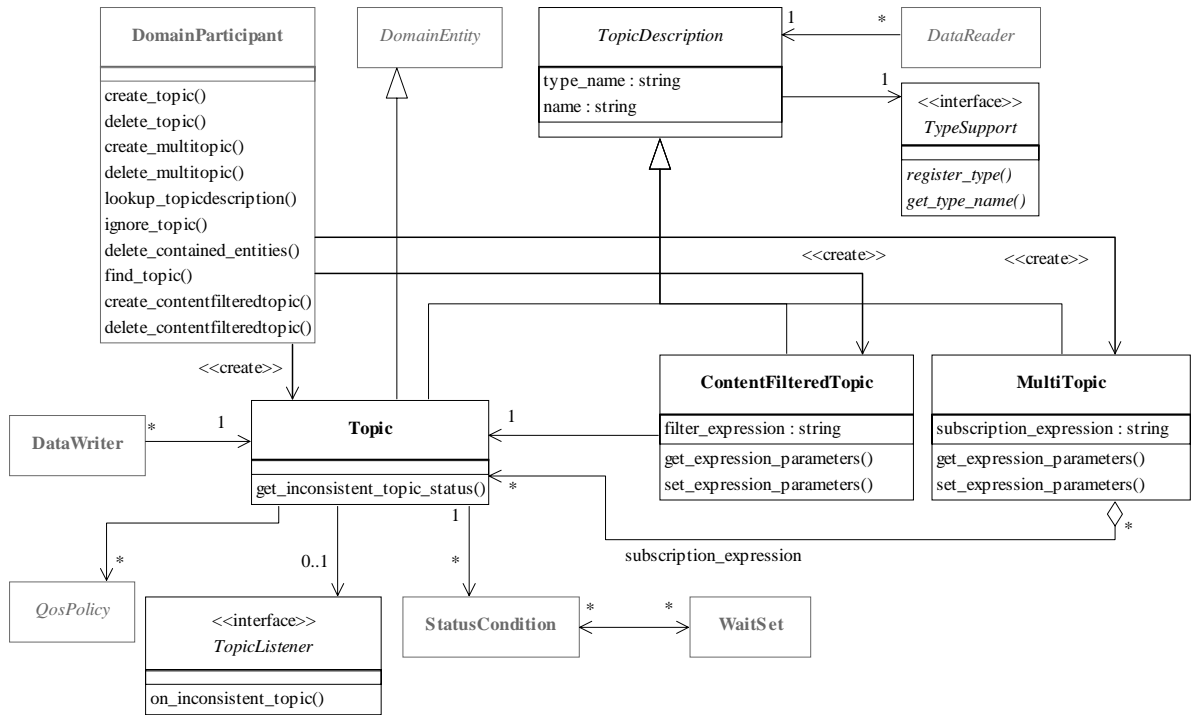 DomainParticipant
create_topic()
delete_topic()
create_multitopic()
delete_multitopic()
lookup_topicdescription()
ignore_topic()
delete_contained_entities()
find_topic()
create_contentfilteredtopic()
delete_contentfilteredtopic()
DomainEntity
TopicDescription
type_name : string
name : string
1
*
DataReader
1
<<interface>>
TypeSupport
register_type()
get_type_name()
<<create>>
<<create>>
<<create>>
ContentFilteredTopic
filter_expression : string
get_expression_parameters()
set_expression_parameters()
MultiTopic
subscription_expression : string
get_expression_parameters()
set_expression_parameters()
DataWriter
*
1
Topic
get_inconsistent_topic_status()
1
*
*
subscription_expression
*
QosPolicy
0..1
<<interface>>
TopicListener
on_inconsistent_topic()
1
*
StatusCondition
*
*
WaitSet